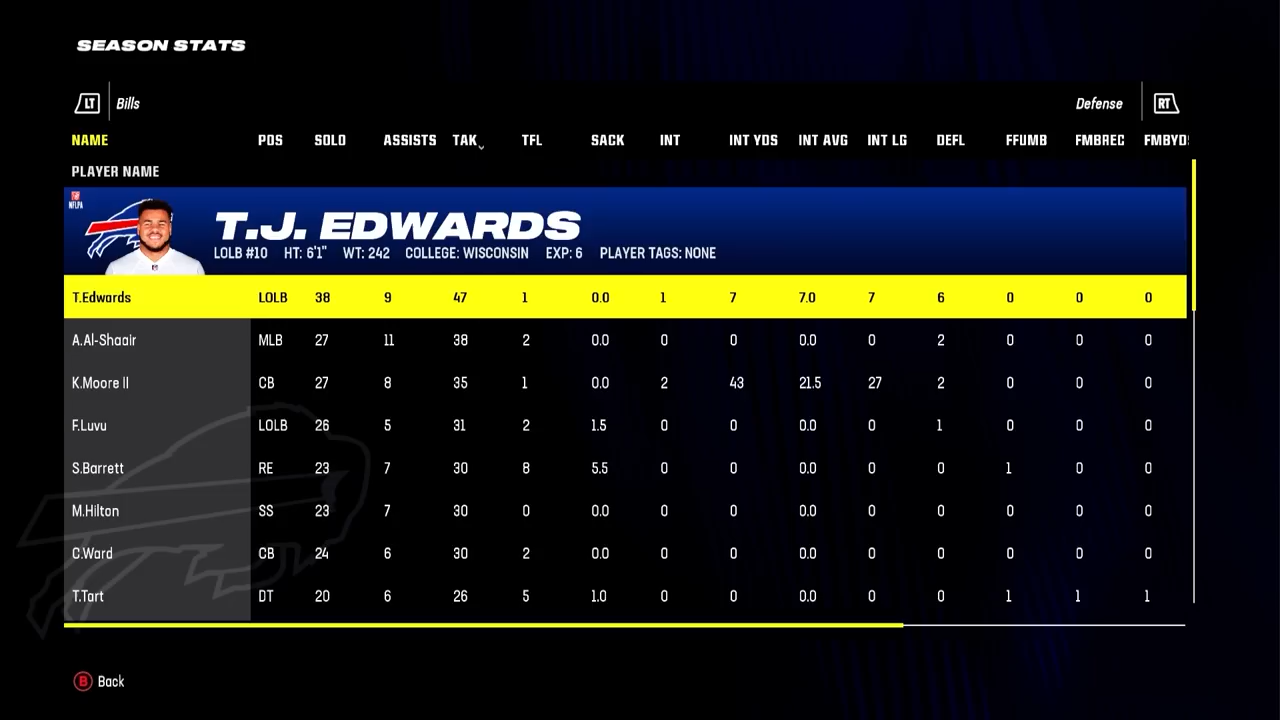 SEASON STATS
LT Bills Defense RT
NAME POS SOLO ASSISTS TAK TFL SACK INT INT YDS INT AVG INT LG DEFL FFUMB FMBREC FMBYD
PLAYER NAME
NFLPA
T.J. EDWARDS
LOLB #10 HT: 6'1" WT: 242 COLLEGE: WISCONSIN EXP: 6 PLAYER TAGS: NONE
T.Edwards LOLB 38 9 47 1 0.0 1 7 7.0 7 6 0 0 0
A.Al-Shaair MLB 27 11 38 2 0.0 0 0 0.0 0 2 0 0 0
K.Moore II CB 27 8 35 1 0.0 2 43 21.5 27 2 0 0 0
F.Luvu LOLB 26 5 31 2 1.5 0 0 0.0 0 1 0 0 0
S.Barrett RE 23 7 30 8 5.5 0 0 0.0 0 0 1 0 0
M.Hilton SS 23 7 30 0 0.0 0 0 0.0 0 0 0 0 0
C.Ward CB 24 6 30 2 0.0 0 0 0.0 0 0 0 0 0
T.Tart DT 20 6 26 5 1.0 0 0 0.0 0 0 1 1 1
B Back